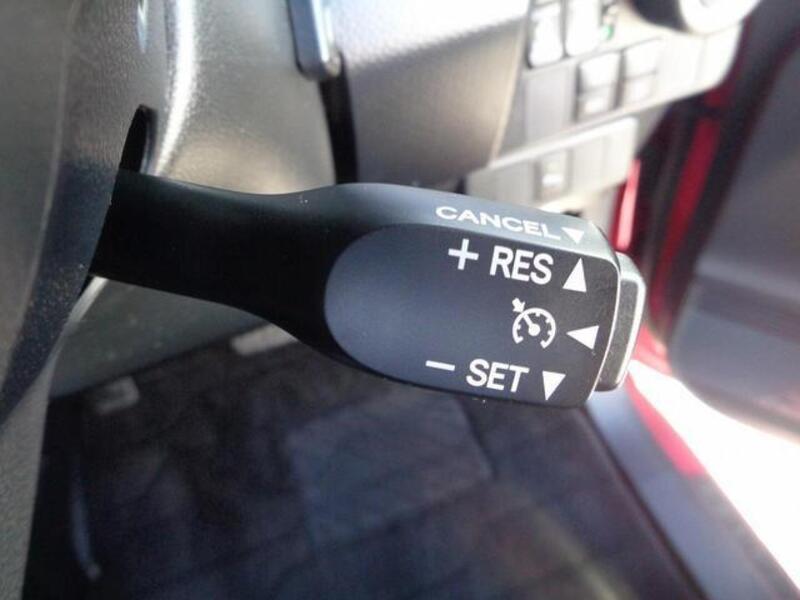 CANCEL
+ RES
- SET